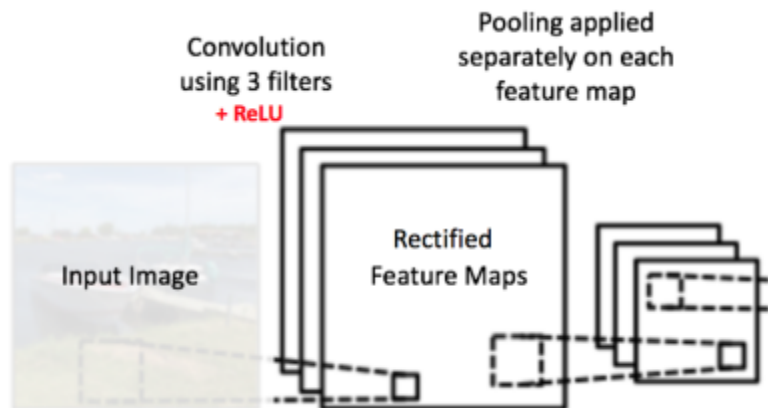 Convolution
using 3 filters
+ ReLU
Pooling applied
separately on each
feature map
Input Image
Rectified
Feature Maps